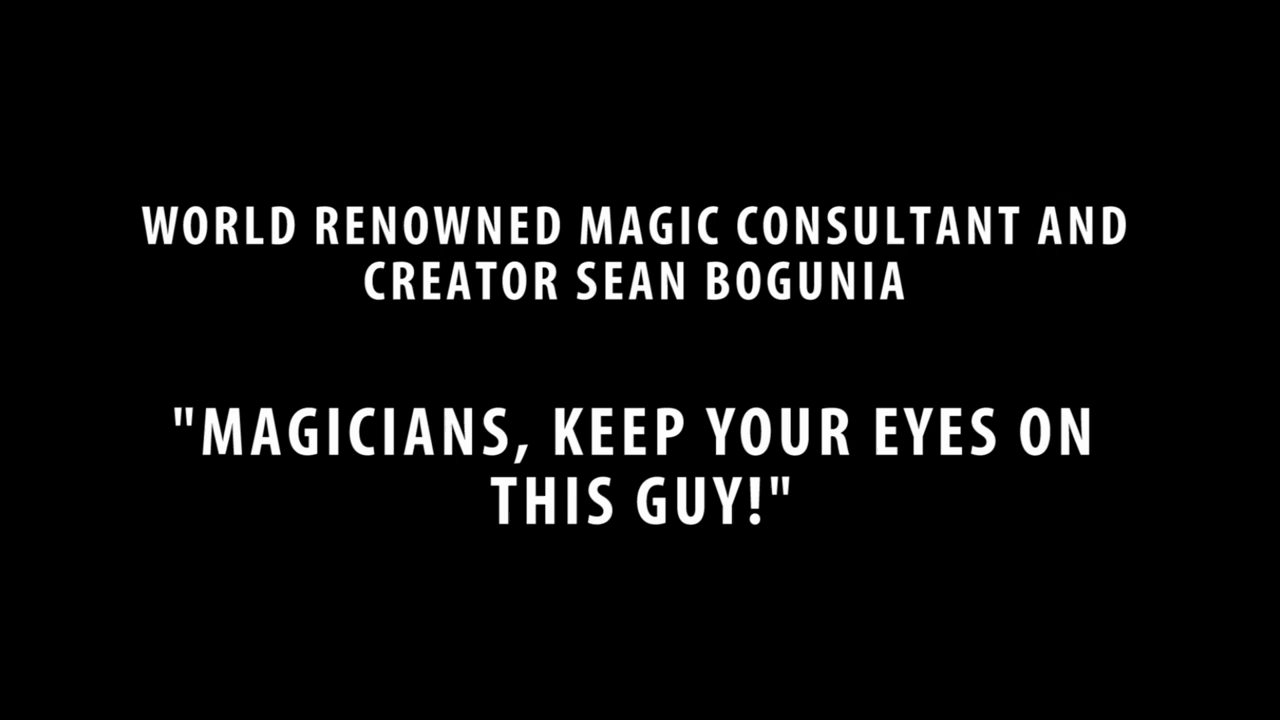 WORLD RENOWNED MAGIC CONSULTANT AND
CREATOR SEAN BOGUNIA
"MAGICIANS, KEEP YOUR EYES ON
THIS GUY!"